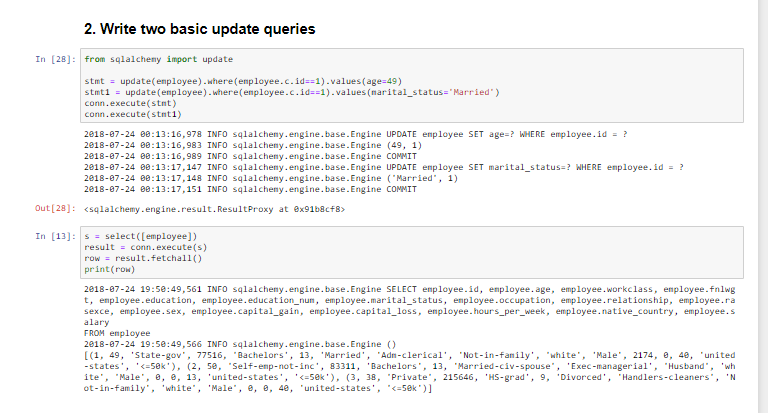 2. Write two basic update queries
In [28]: from sqlalchemy import update
stmt = update(employee).where(employee.c.id==1).values(age=49)
stmt1 = update(employee).where(employee.c.id==1).values(marital_status='Married')
conn.execute(stmt)
conn.execute(stmt1)
2018-07-24 00:13:16,978 INFO sqlalchemy.engine.base.Engine UPDATE employee SET age=? WHERE employee.id = ?
2018-07-24 00:13:16,983 INFO sqlalchemy.engine.base.Engine (49, 1)
2018-07-24 00:13:16,989 INFO sqlalchemy.engine.base.Engine COMMIT
2018-07-24 00:13:17,147 INFO sqlalchemy.engine.base.Engine UPDATE employee SET marital_status=? WHERE employee.id = ?
2018-07-24 00:13:17,148 INFO sqlalchemy.engine.base.Engine ('Married', 1)
2018-07-24 00:13:17,151 INFO sqlalchemy.engine.base.Engine COMMIT
Out[28]: <sqlalchemy.engine.result.ResultProxy at 0x91b8cf8>
In [13]: s = select([employee])
result = conn.execute(s)
row = result.fetchall()
print(row)
2018-07-24 19:50:49,561 INFO sqlalchemy.engine.base.Engine SELECT employee.id, employee.age, employee.workclass, employee.fnlwg
t, employee.education, employee.education_num, employee.marital_status, employee.occupation, employee.relationship, employee.ra
sexce, employee.sex, employee.capital_gain, employee.capital_loss, employee.hours_per_week, employee.native_country, employee.s
alary
FROM employee
2018-07-24 19:50:49,566 INFO sqlalchemy.engine.base.Engine ()
[(1, 49, 'State-gov', 77516, 'Bachelors', 13, 'Married', 'Adm-clerical', 'Not-in-family', 'white', 'Male', 2174, 0, 40, 'united
-states', '<=50k'), (2, 50, 'Self-emp-not-inc', 83311, 'Bachelors', 13, 'Married-civ-spouse', 'Exec-managerial', 'Husband', 'wh
ite', 'Male', 0, 0, 13, 'united-states', '<=50k'), (3, 38, 'Private', 215646, 'HS-grad', 9, 'Divorced', 'Handlers-cleaners', 'N
ot-in-family', 'white', 'Male', 0, 0, 40, 'united-states', '<=50k')]